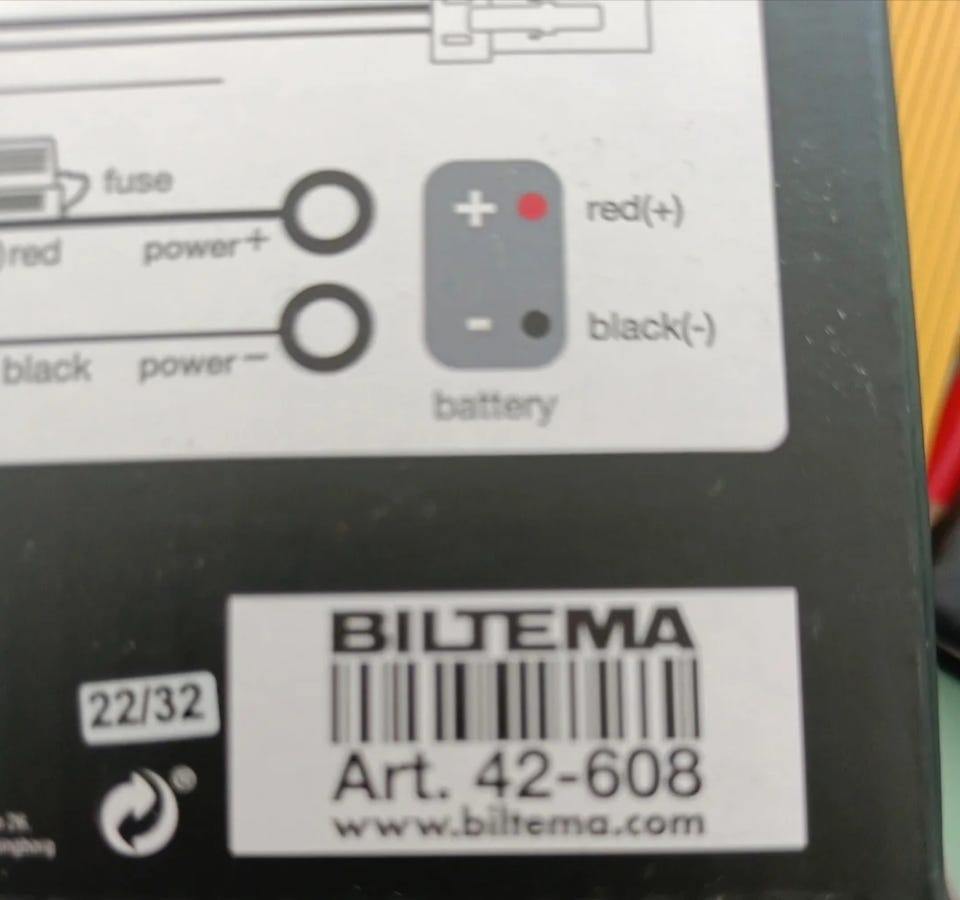 fuse
red(+)
)red
power+
black(-)
black
power−
battery
BILTEMA
22/32
Art. 42-608
www.biltema.com